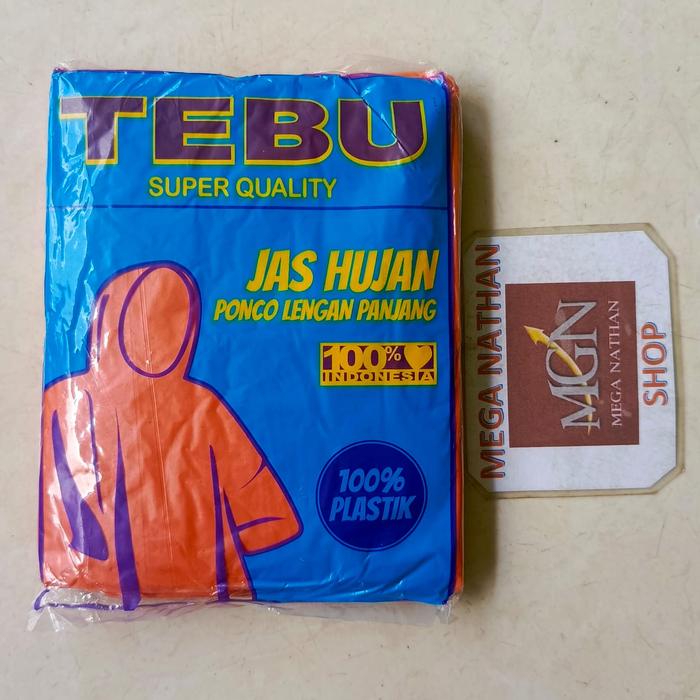 TEBU
SUPER QUALITY
JAS HUJAN
PONCO LENGAN PANJANG
100%
INDONESIA
100%
PLASTIK
MEGA NATHAN
MGN
MEGA NATHAN
SHOP